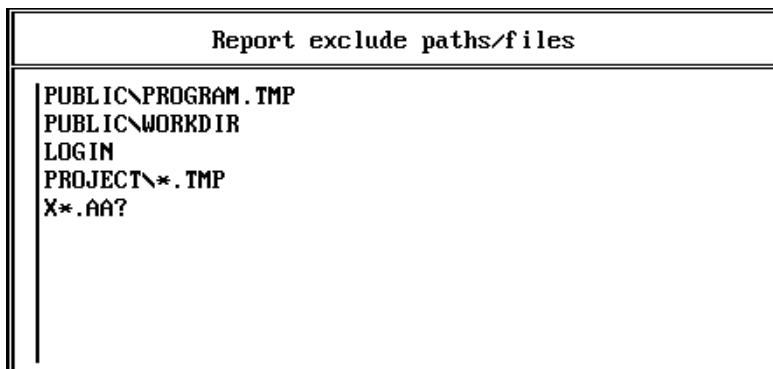 Report exclude paths/files
PUBLIC\PROGRAM.TMP
PUBLIC\WORKDIR
LOGIN
PROJECT\*.TMP
X*.AA?